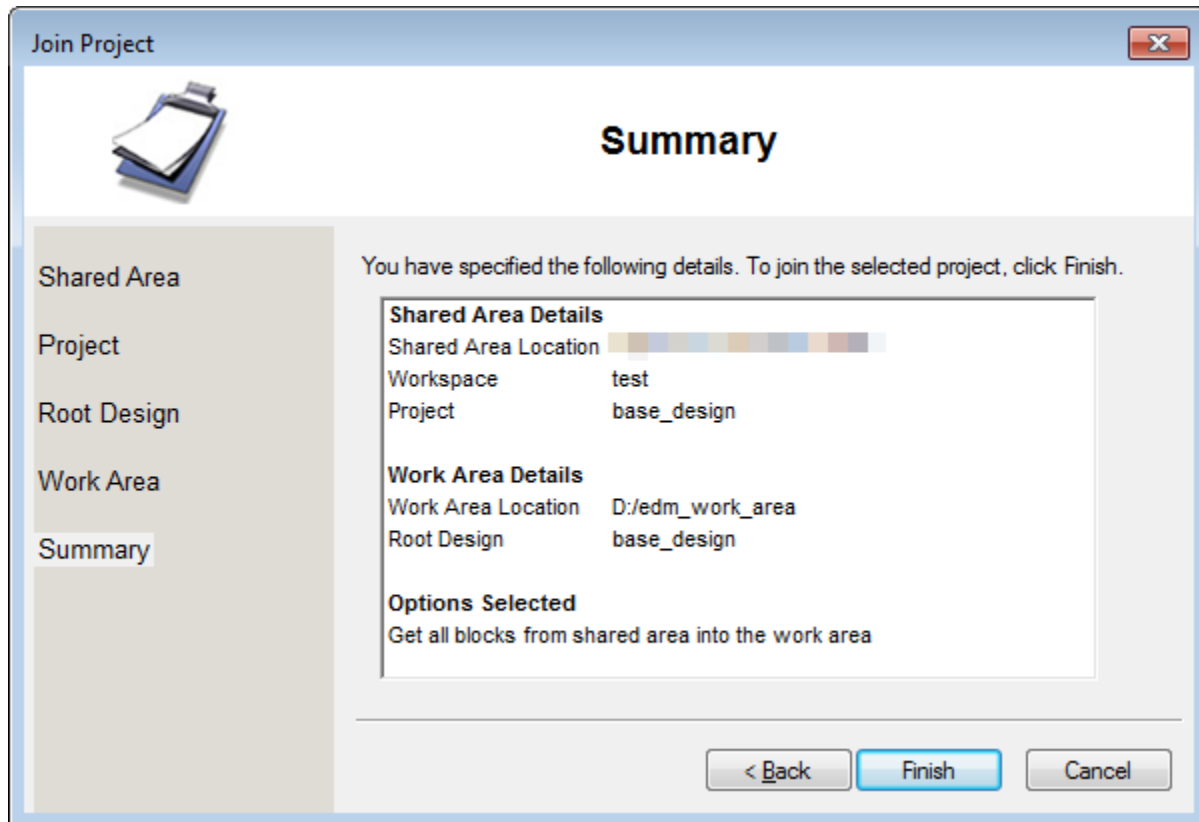 Join Project
Summary
Shared Area
Project
Root Design
Work Area
Summary
You have specified the following details. To join the selected project, click Finish.
Shared Area Details
Shared Area Location
Workspace test
Project base_design
Work Area Details
Work Area Location D:/edm_work_area
Root Design base_design
Options Selected
Get all blocks from shared area into the work area
< Back Finish Cancel